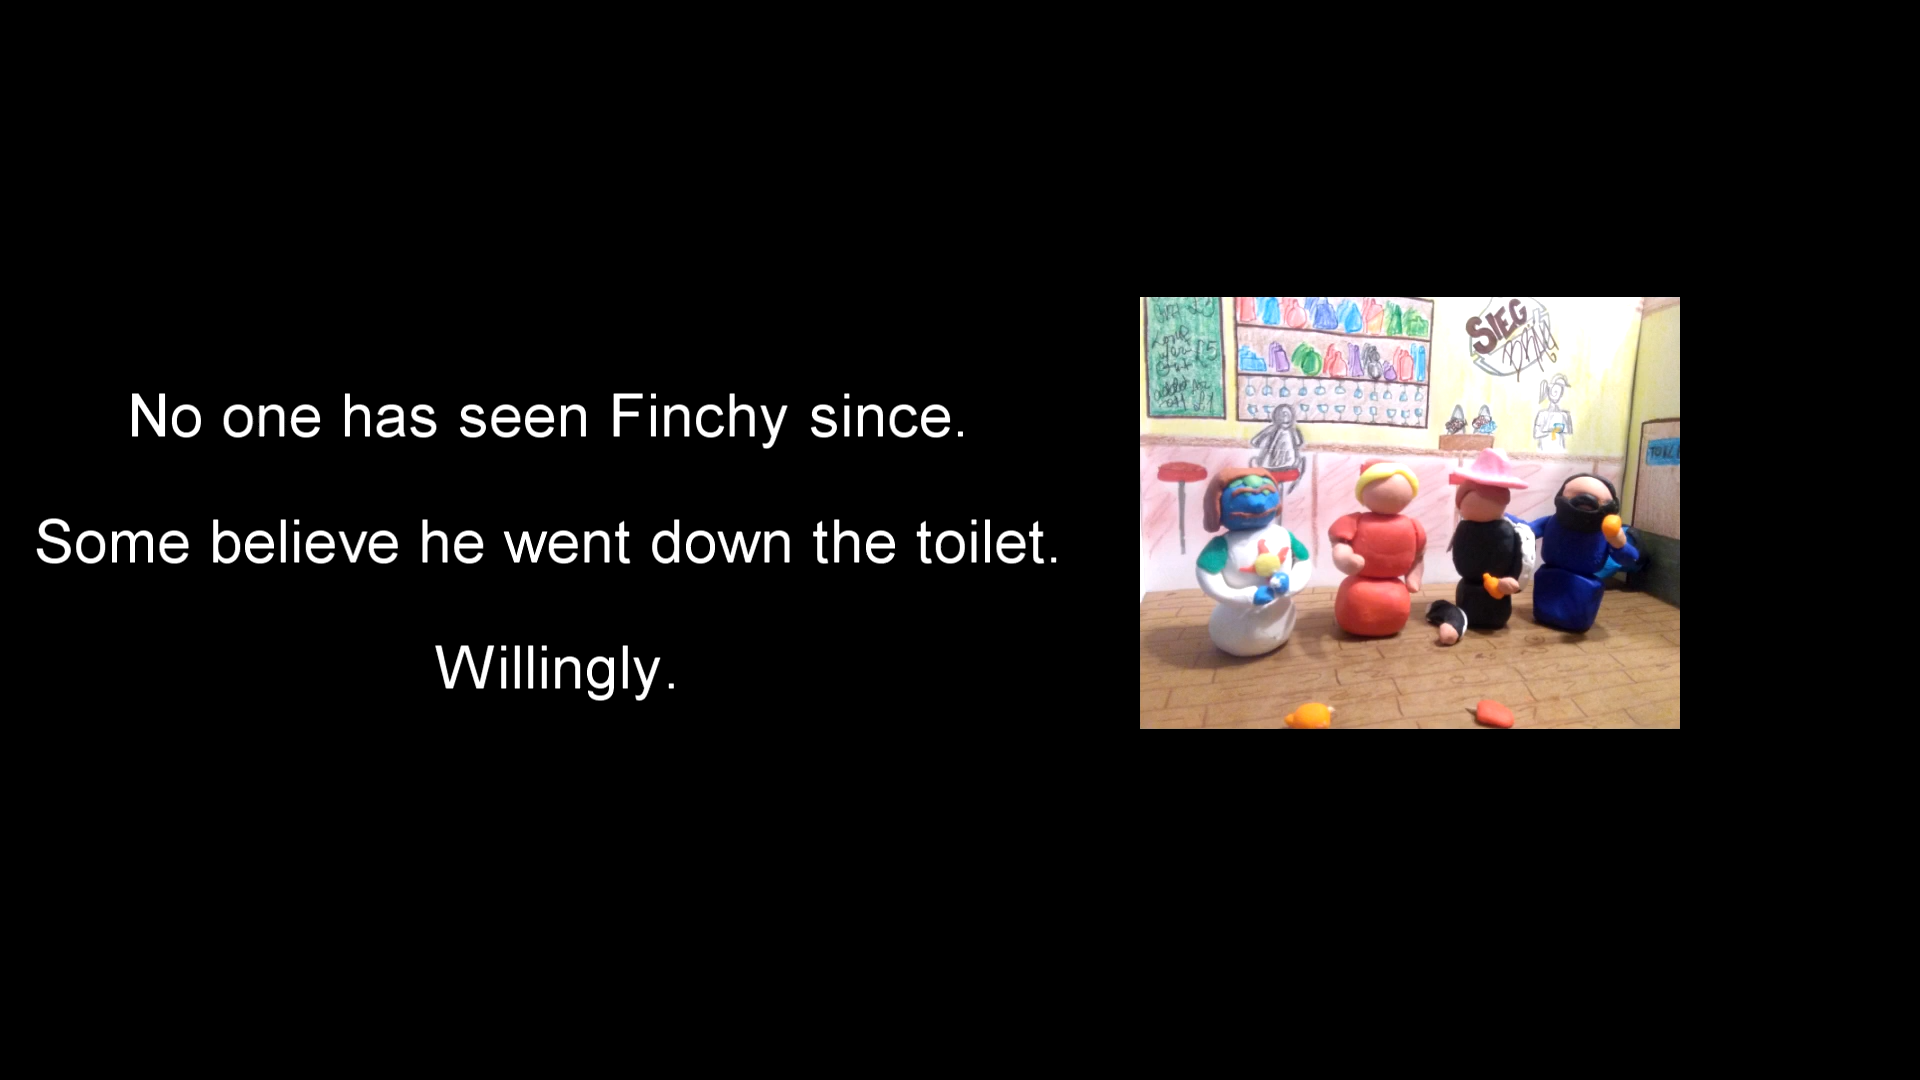 No one has seen Finchy since.
Some believe he went down the toilet.
Willingly.
SIEG